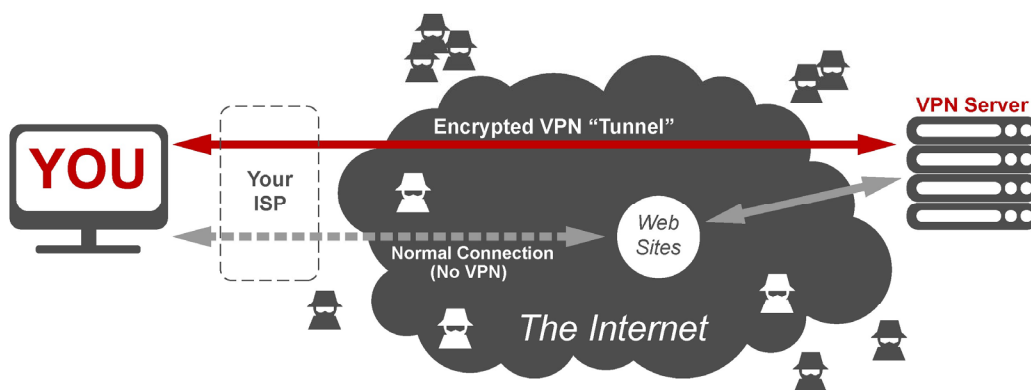 VPN Server
Encrypted VPN “Tunnel”
YOU
Your
ISP
Web
Sites
Normal Connection
(No VPN)
The Internet